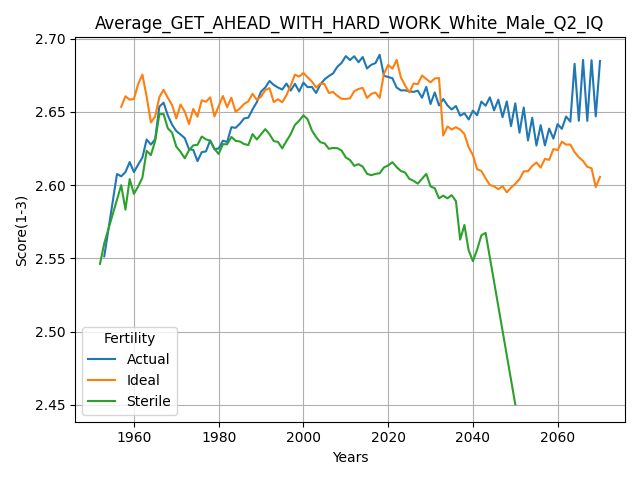 Average_GET_AHEAD_WITH_HARD_WORK_White_Male_Q2_IQ
2.70
2.65
2.60
2.55
2.50
2.45
Score(1-3)
Fertility
Actual
Ideal
Sterile
1960 1980 2000 2020 2040 2060
Years